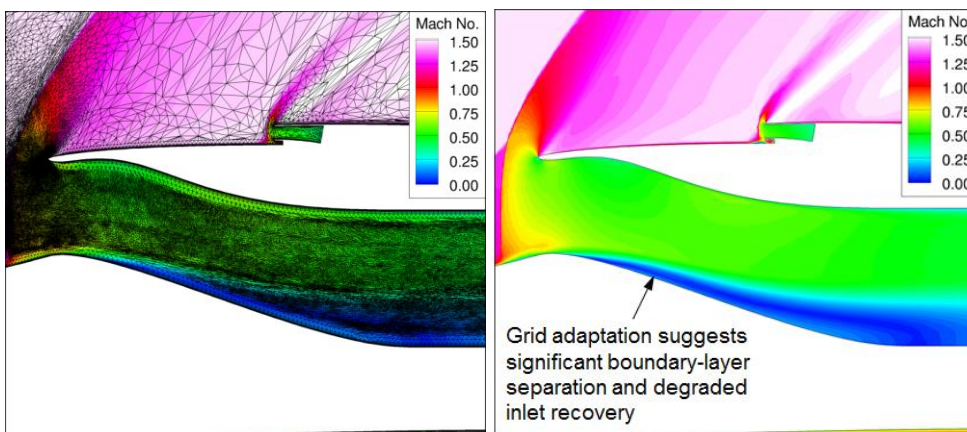 Mach No.
1.50
1.25
1.00
0.75
0.50
0.25
0.00
Mach No.
1.50
1.25
1.00
0.75
0.50
0.25
0.00
Grid adaptation suggests
significant boundary-layer
separation and degraded
inlet recovery